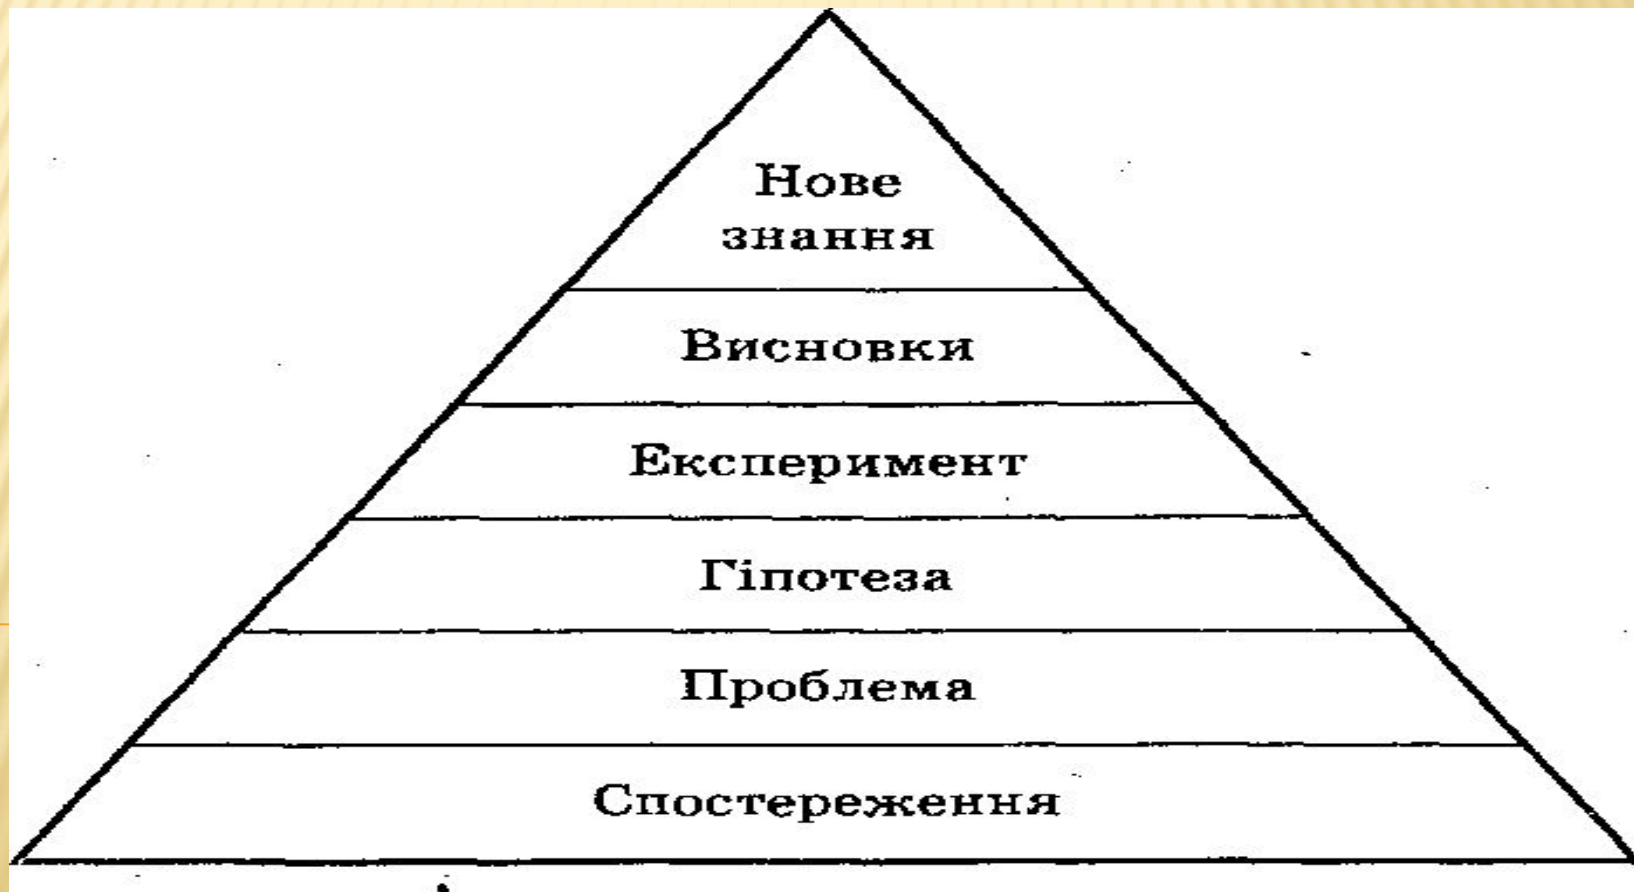 Нове
знання
Висновки
Експеримент
Гіпотеза
Проблема
Спостереження